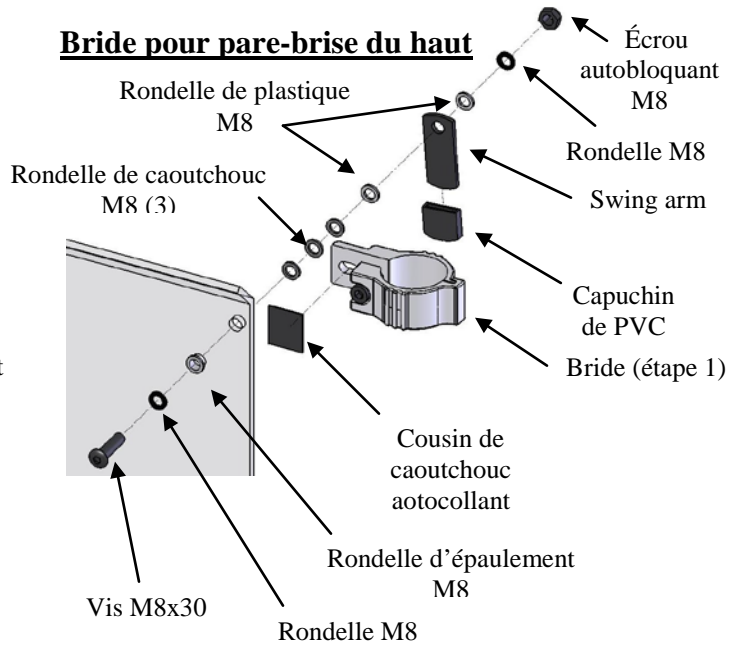 Bride pour pare-brise du haut
Écrou
autobloquant
M8
Rondelle de plastique
M8
Rondelle M8
Rondelle de caoutchouc
M8 (3)
Swing arm
Capuchin
de PVC
Bride (étape 1)
t
Cousin de
caoutchouc
aotocollant
Rondelle d’épaulement
M8
Vis M8x30
Rondelle M8